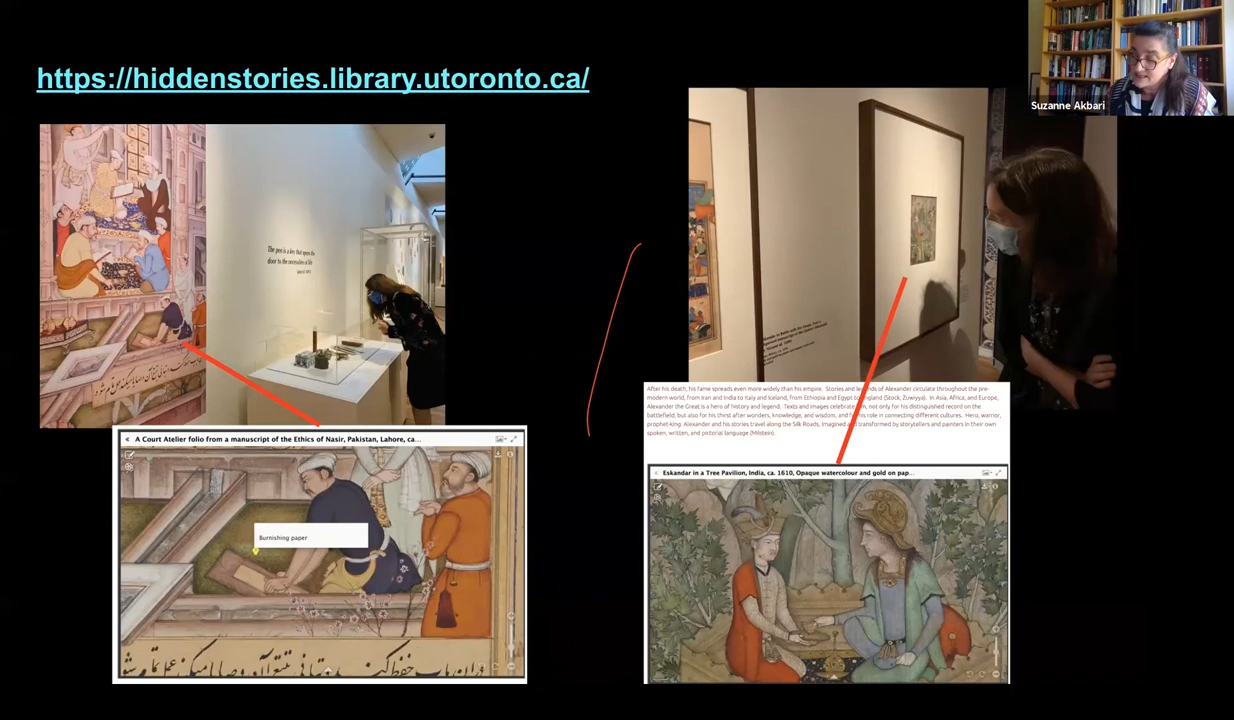 https://hiddenstories.library.utoronto.ca/
Suzanne Akbari
The pen is a key that opens the
door to the necessities of life
After his death, his fame spreads even more widely than his empire. Stories and legends of Alexander circulate throughout the pre-
modern world, from Iran and India to Italy and Iceland, from Ethiopia and Egypt to England (Stock; Zuwiyya). In Asia, Africa, and Europe,
Alexander the Great is a hero of history and legend. Texts and images celebrate him, not only for his distinguished record on the
battlefield, but also for his thirst after wonders, knowledge, and wisdom, and for his role in connecting different cultures. Hero, warrior,
prophet-king: Alexander and his stories travel along the Silk Roads, imagined and transformed by storytellers and painters in their own
spoken, written, and pictorial language (Milstein).
A Court Atelier folio from a manuscript of the Ethics of Nasir, Pakistan, Lahore, ca...
Burnishing paper
Eskandar in a Tree Pavilion, India, ca. 1610, Opaque watercolour and gold on pap...